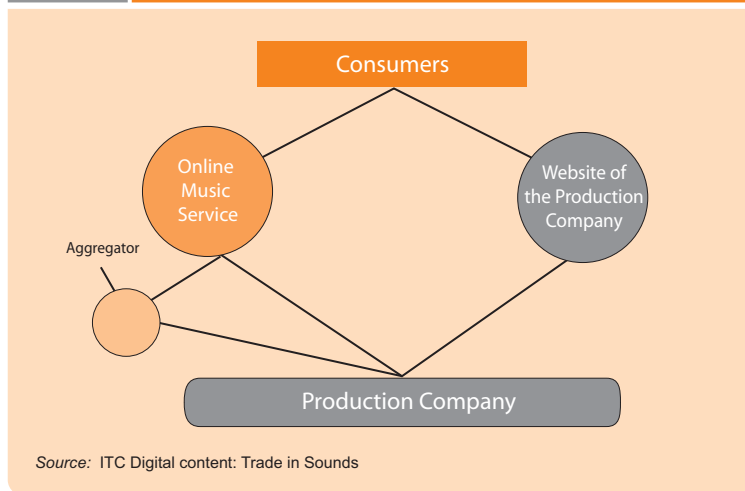 Consumers
Online
Music
Service
Website of
the Production
Company
Aggregator
Production Company
Source: ITC Digital content: Trade in Sounds